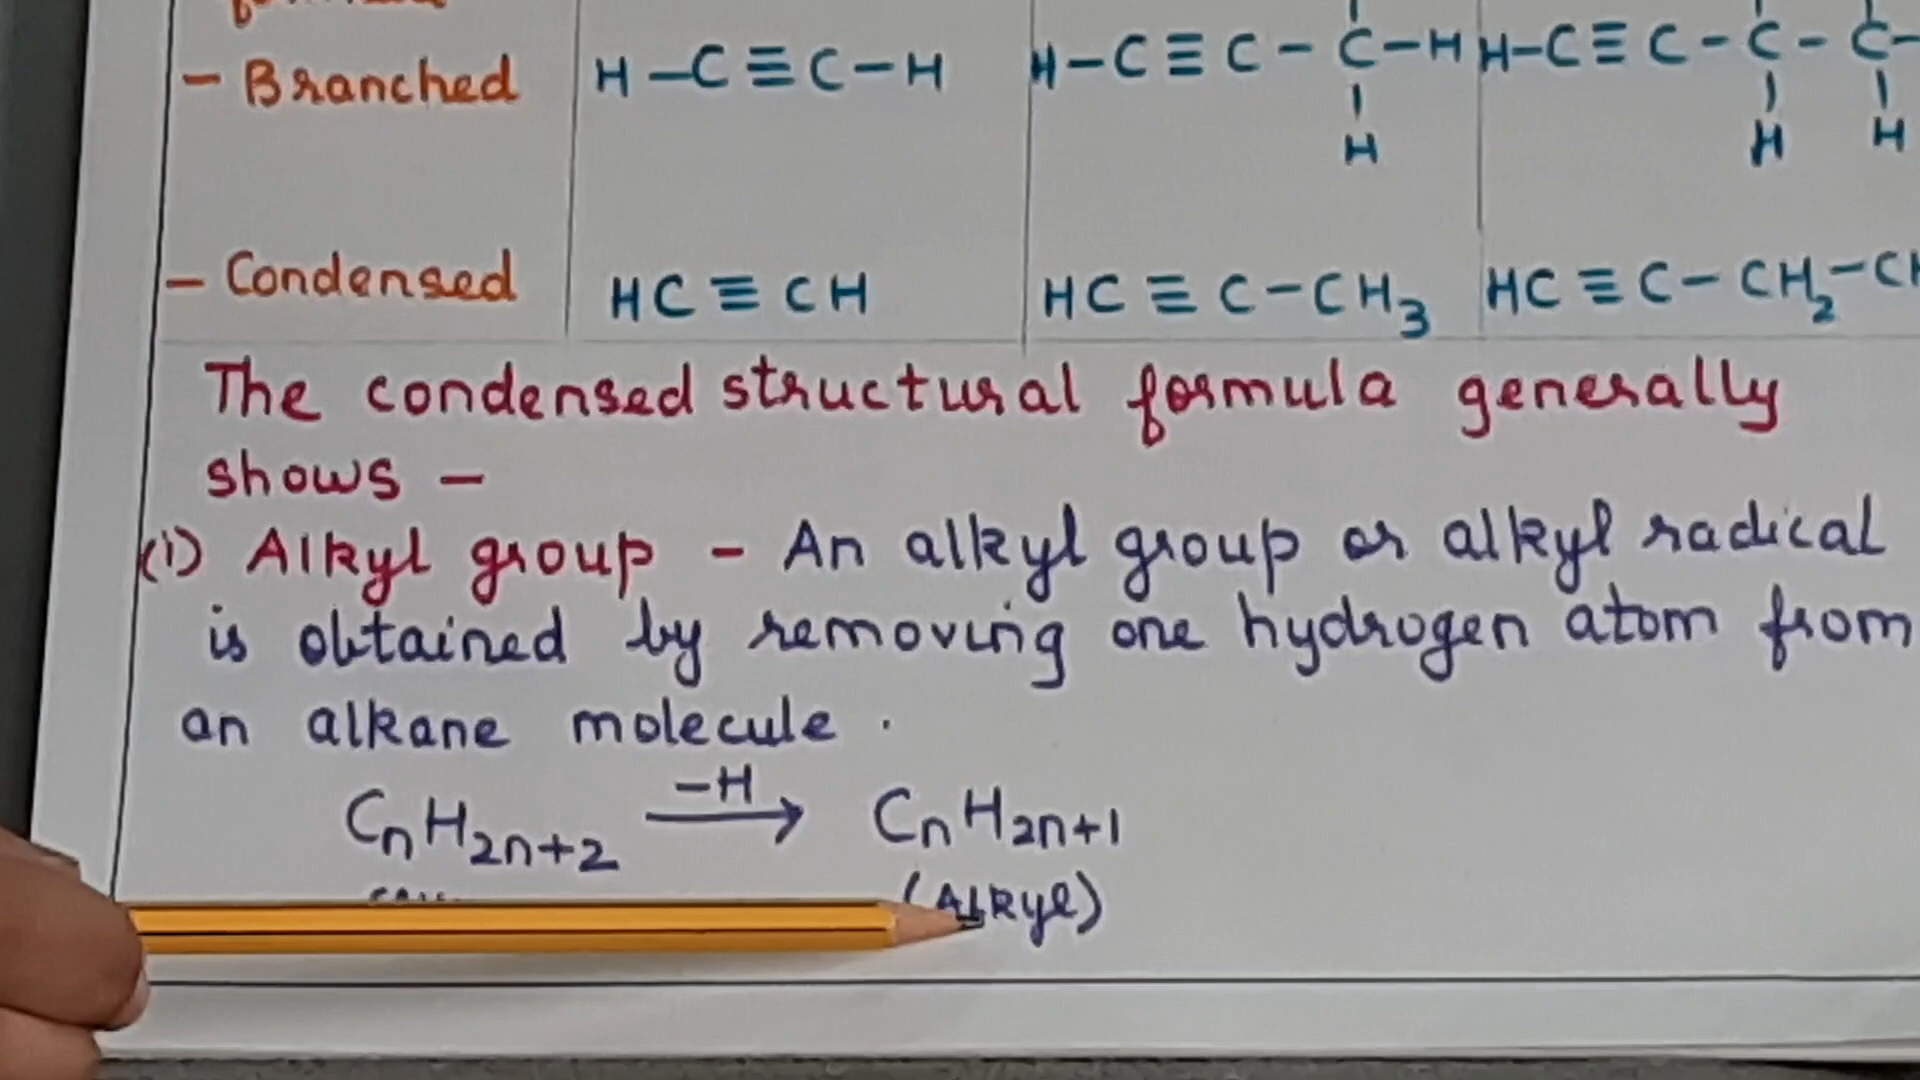 - Branched
H-C≡C-H
H-C≡C-C-H
H
H-C≡C-C-C-
H H
- Condensed
HC≡CH
HC≡C-CH₃
HC≡C-CH₂-
The condensed structural formula generally
shows -
(i) Alkyl group - An alkyl group or alkyl radical
is obtained by removing one hydrogen atom from
an alkane molecule.
CₙH₂ₙ₊₂ -H→ CₙH₂ₙ₊₁
(Alkyl)